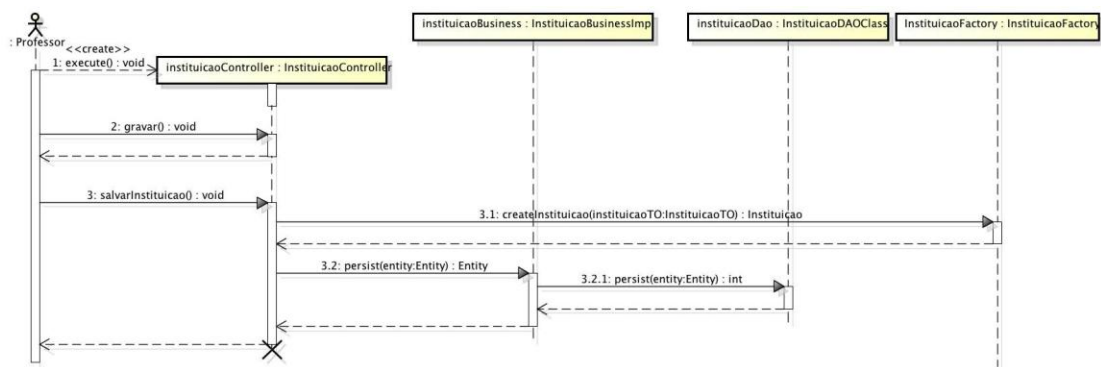 instituicaoBusiness : InstituicaoBusinessImp
instituicaoDao : InstituicaoDAOClass
InstituicaoFactory : InstituicaoFactory
: Professor
<<create>>
1: execute() : void
instituicaoController : InstituicaoController
2: gravar() : void
3: salvarInstituicao() : void
3.1: createInstituicao(instituicaoTO:InstituicaoTO) : Instituicao
3.2: persist(entity:Entity) : Entity
3.2.1: persist(entity:Entity) : int